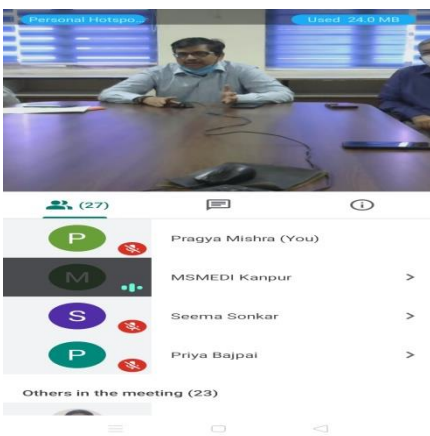 Personal Hotspo...
Used 24.0 MB
(27)
P
Pragya Mishra (You)
M
MSMEDI Kanpur
S
Seema Sonkar
P
Priya Bajpai
Others in the meeting (23)